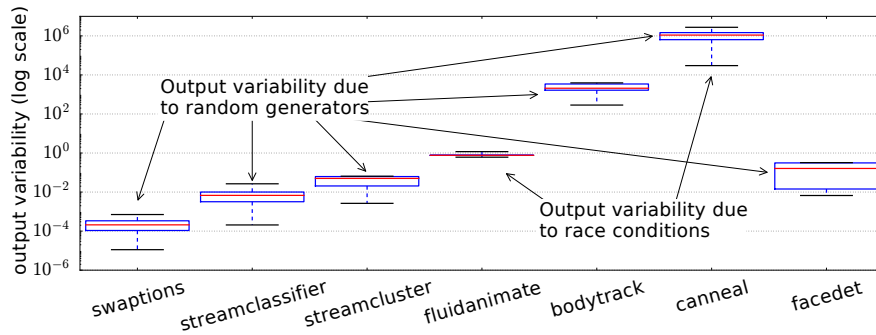 output variability (log scale)
10^6
10^4
10^2
10^0
10^−2
10^−4
10^−6
Output variability due
to random generators
Output variability due
to race conditions
swaptions
streamclassifier
streamcluster
fluidanimate
bodytrack
canneal
facedet